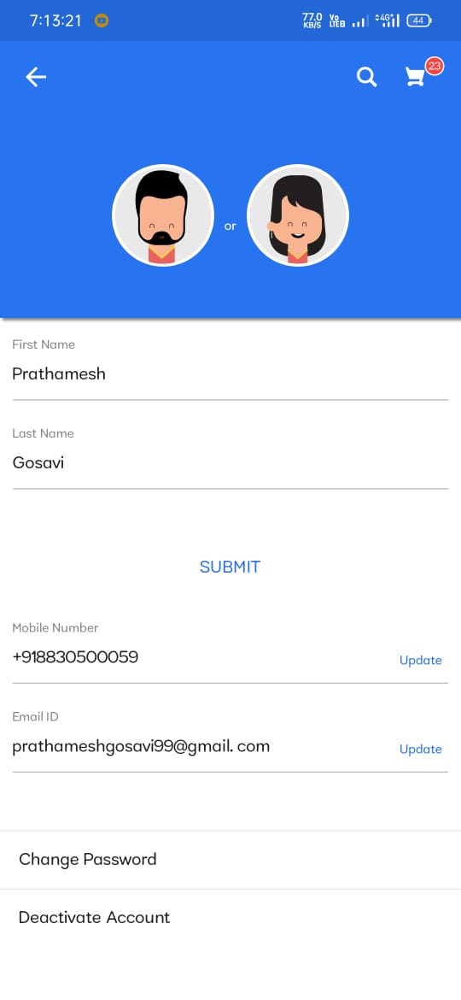 7:13:21
77.0 KB/S
Vo LTE2
4G+
44
23
or
First Name
Prathamesh
Last Name
Gosavi
SUBMIT
Mobile Number
+918830500059
Update
Email ID
prathameshgosavi99@gmail. com
Update
Change Password
Deactivate Account